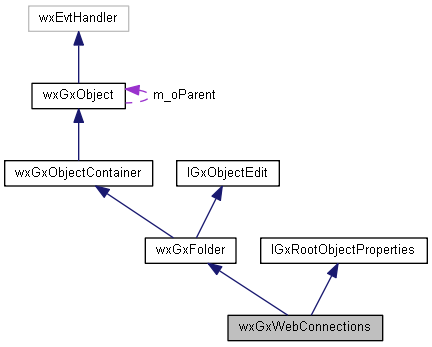 wxEvtHandler
wxGxObject
m_oParent
wxGxObjectContainer
IGxObjectEdit
wxGxFolder
IGxRootObjectProperties
wxGxWebConnections